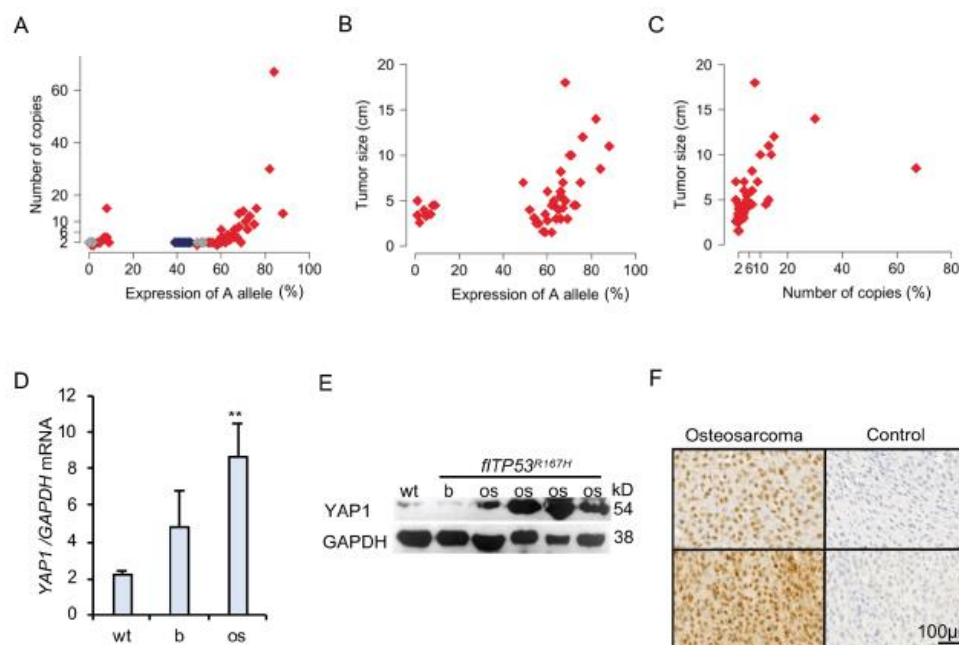 A
Number of copies
60
40
20
10
6
2
0 20 40 60 80 100
Expression of A allele (%)
B
Tumor size (cm)
20
15
10
5
0
0 20 40 60 80 100
Expression of A allele (%)
C
Tumor size (cm)
20
15
10
5
0
2 6 10 20 40 60 80
Number of copies (%)
D
YAP1 /GAPDH mRNA
12
10
8
6
4
2
0
**
wt b os
E
flTP53R167H
wt b os os os os kD
YAP1 54
GAPDH 38
F
Osteosarcoma Control
100µ